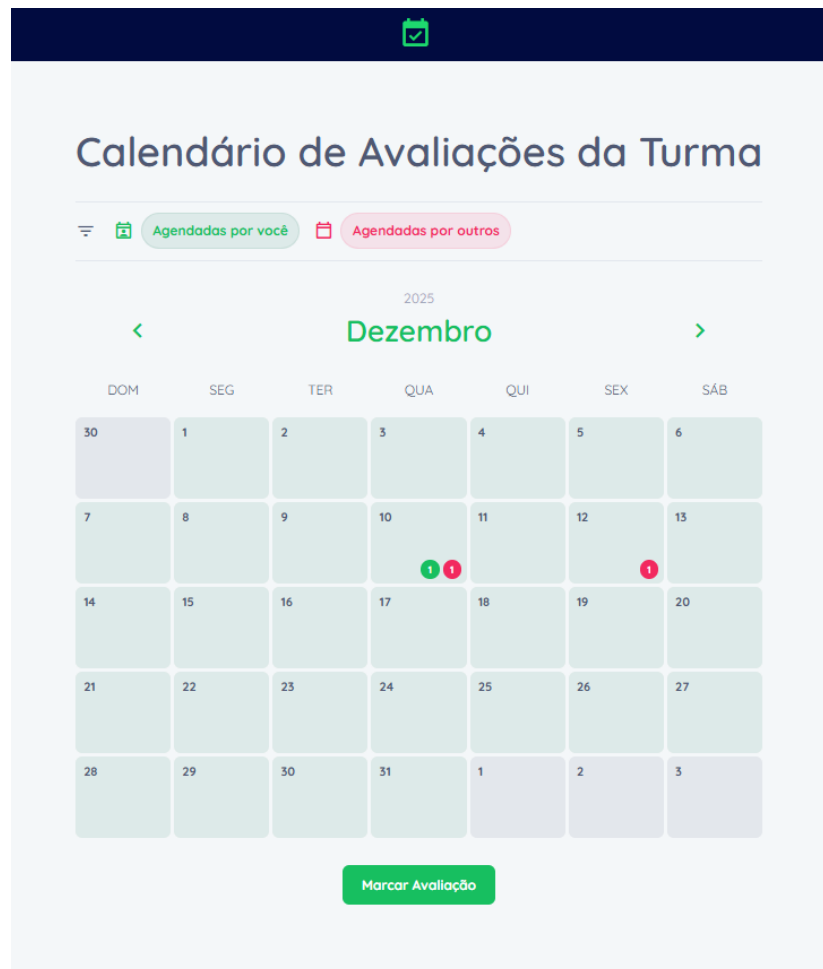 Calendário de Avaliações da Turma
Agendadas por você Agendadas por outros
2025
Dezembro
DOM SEG TER QUA QUI SEX SÁB
30 1 2 3 4 5 6
7 8 9 10 11 12 13
1 1 1
14 15 16 17 18 19 20
21 22 23 24 25 26 27
28 29 30 31 1 2 3
Marcar Avaliação